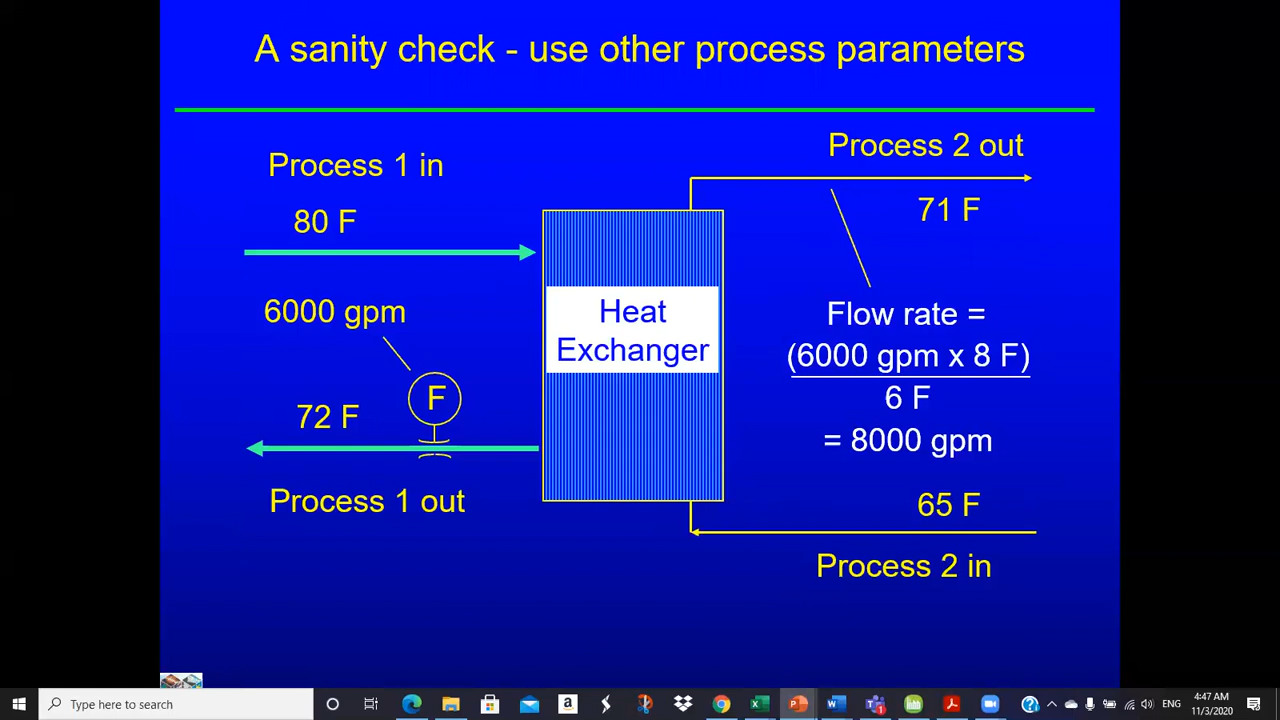 A sanity check - use other process parameters
Process 1 in
80 F
6000 gpm
F
72 F
Process 1 out
Heat
Exchanger
Process 2 out
71 F
Flow rate =
(6000 gpm x 8 F)
6 F
= 8000 gpm
65 F
Process 2 in
Type here to search
ENG
4:47 AM
11/3/2020